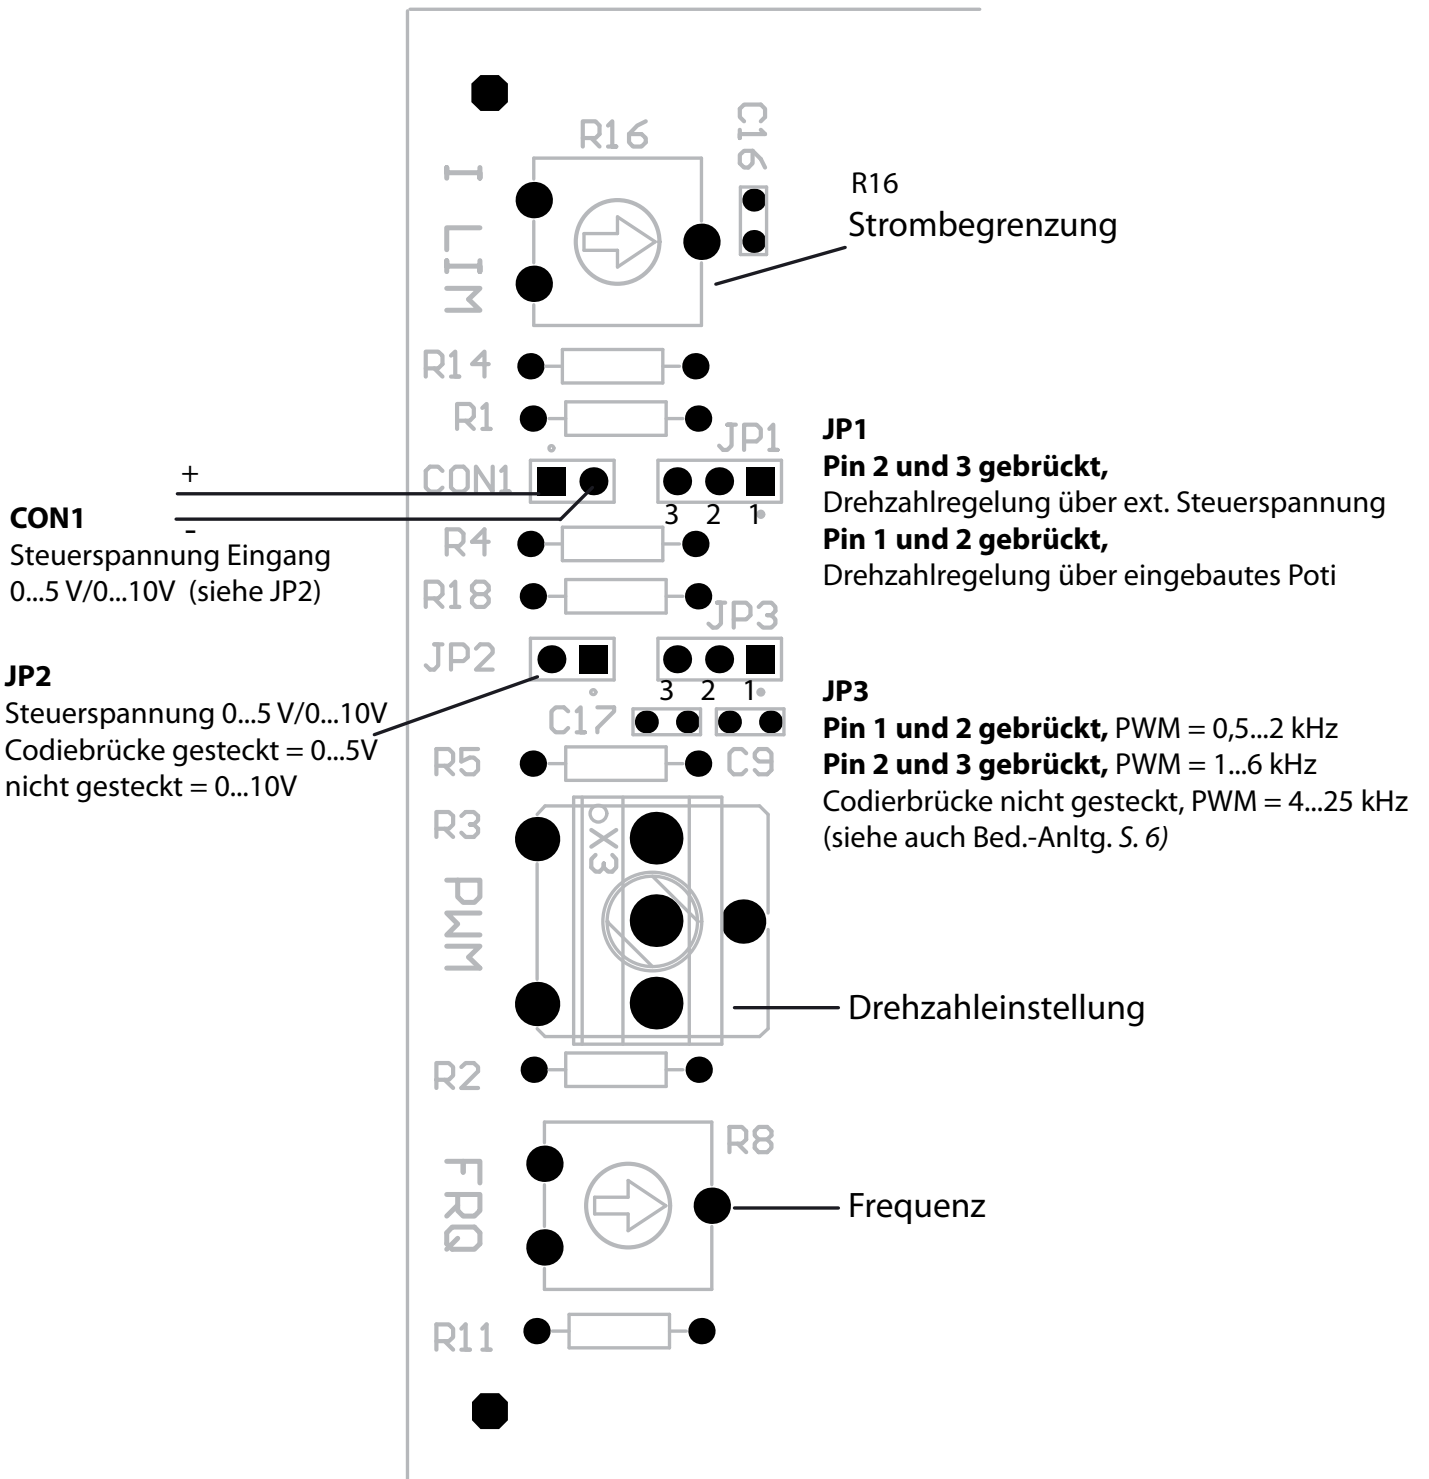 R16
C16
I LIM
R16
Strombegrenzung
R14
R1
JP1
CON1
3 2 1
+
-
CON1
Steuerspannung Eingang
0...5 V/0...10V (siehe JP2)
JP1
Pin 2 und 3 gebrückt,
Drehzahlregelung über ext. Steuerspannung
Pin 1 und 2 gebrückt,
Drehzahlregelung über eingebautes Poti
R4
R18
JP3
JP2
3 2 1
JP2
Steuerspannung 0...5 V/0...10V
Codiebrücke gesteckt = 0...5V
nicht gesteckt = 0...10V
JP3
Pin 1 und 2 gebrückt, PWM = 0,5...2 kHz
Pin 2 und 3 gebrückt, PWM = 1...6 kHz
Codierbrücke nicht gesteckt, PWM = 4...25 kHz
(siehe auch Bed.-Anltg. S. 6)
C17
R5
C9
R3
X3
PWM
Drehzahleinstellung
R2
R8
FRQ
Frequenz
R11